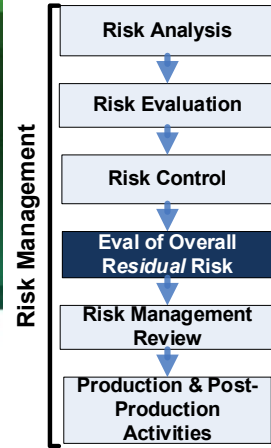 Risk Management
Risk Analysis
Risk Evaluation
Risk Control
Eval of Overall
Residual Risk
Risk Management
Review
Production & Post-
Production
Activities